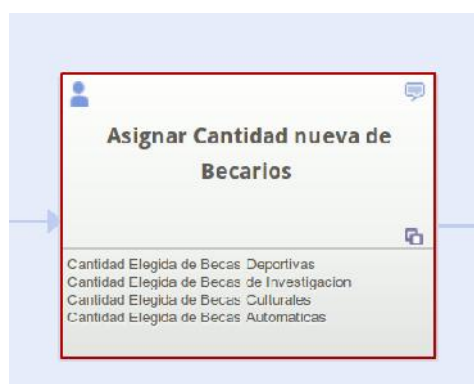 Asignar Cantidad nueva de
Becarios
Cantidad Elegida de Becas Deportivas
Cantidad Elegida de Becas de Investigacion
Cantidad Elegida de Becas Culturales
Cantidad Elegida de Becas Automaticas